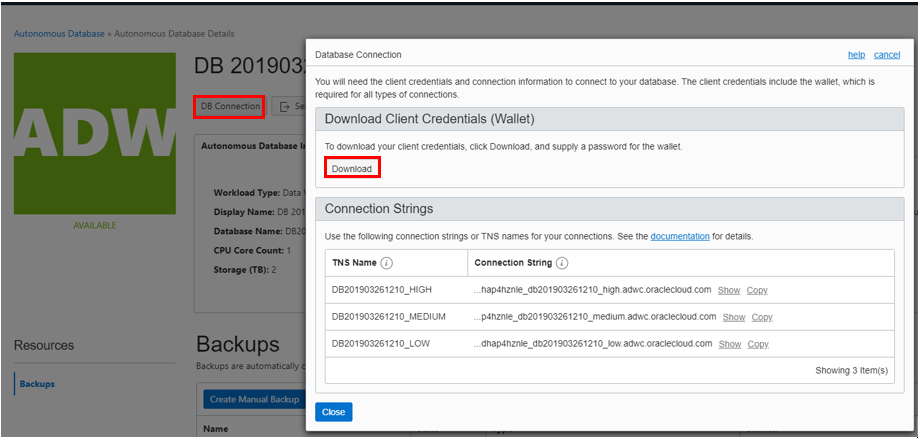 Autonomous Database » Autonomous Database Details
ADW
AVAILABLE
DB 201903
DB Connection
Autonomous Database
Workload Type: Data
Display Name: DB 201
Database Name: DB20
CPU Core Count: 1
Storage (TB): 2
Resources
Backups
Backups
Backups are automatically
Create Manual Backup
Name
Database Connection
help cancel
You will need the client credentials and connection information to connect to your database. The client credentials include the wallet, which is
required for all types of connections.
Download Client Credentials (Wallet)
To download your client credentials, click Download, and supply a password for the wallet.
Download
Connection Strings
Use the following connection strings or TNS names for your connections. See the documentation for details.
TNS Name Connection String
DB201903261210_HIGH ...hap4hznle_db201903261210_high.adwc.oraclecloud.com Show Copy
DB201903261210_MEDIUM ...p4hznle_db201903261210_medium.adwc.oraclecloud.com Show Copy
DB201903261210_LOW ...dhap4hznle_db201903261210_low.adwc.oraclecloud.com Show Copy
Showing 3 Item(s)
Close